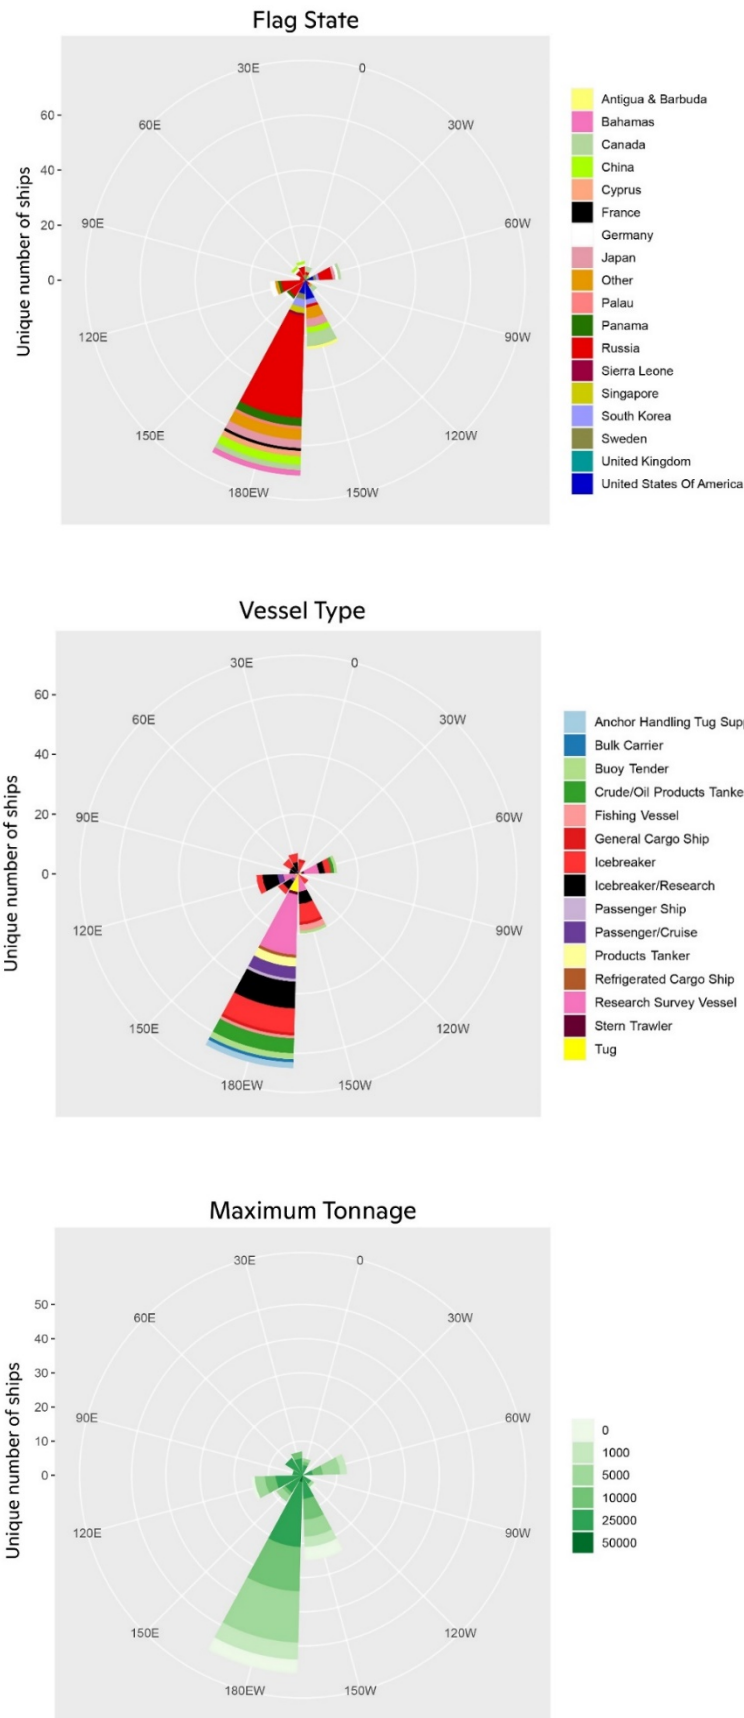 Flag State
30E
0
60E
30W
90E
60W
120E
90W
150E
120W
180EW
150W
60
40
20
0
Unique number of ships
Antigua & Barbuda
Bahamas
Canada
China
Cyprus
France
Germany
Japan
Other
Palau
Panama
Russia
Sierra Leone
Singapore
South Korea
Sweden
United Kingdom
United States Of America
Vessel Type
30E
0
60E
30W
90E
60W
120E
90W
150E
120W
180EW
150W
60
40
20
0
Unique number of ships
Anchor Handling Tug Sup
Bulk Carrier
Buoy Tender
Crude/Oil Products Tanke
Fishing Vessel
General Cargo Ship
Icebreaker
Icebreaker/Research
Passenger Ship
Passenger/Cruise
Products Tanker
Refrigerated Cargo Ship
Research Survey Vessel
Stern Trawler
Tug
Maximum Tonnage
30E
0
60E
30W
90E
60W
120E
90W
150E
120W
180EW
150W
50
40
30
20
10
0
Unique number of ships
0
1000
5000
10000
25000
50000